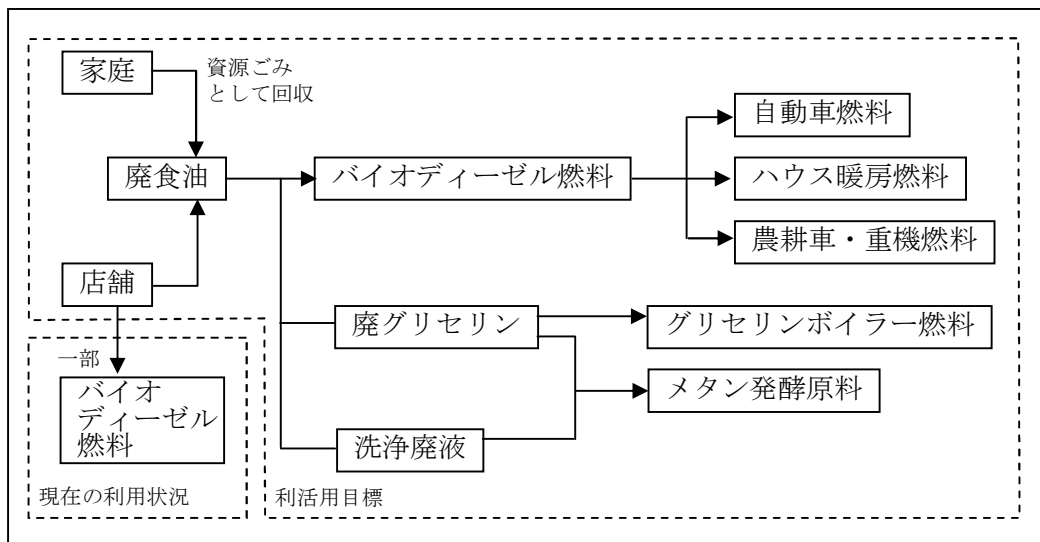 家庭
資源ごみ
として回収
自動車燃料
廃食油
バイオディーゼル燃料
ハウス暖房燃料
農耕車・重機燃料
店舗
廃グリセリン
グリセリンボイラー燃料
一部
バイオ
ディーゼル
燃料
メタン発酵原料
洗浄廃液
現在の利用状況
利活用目標